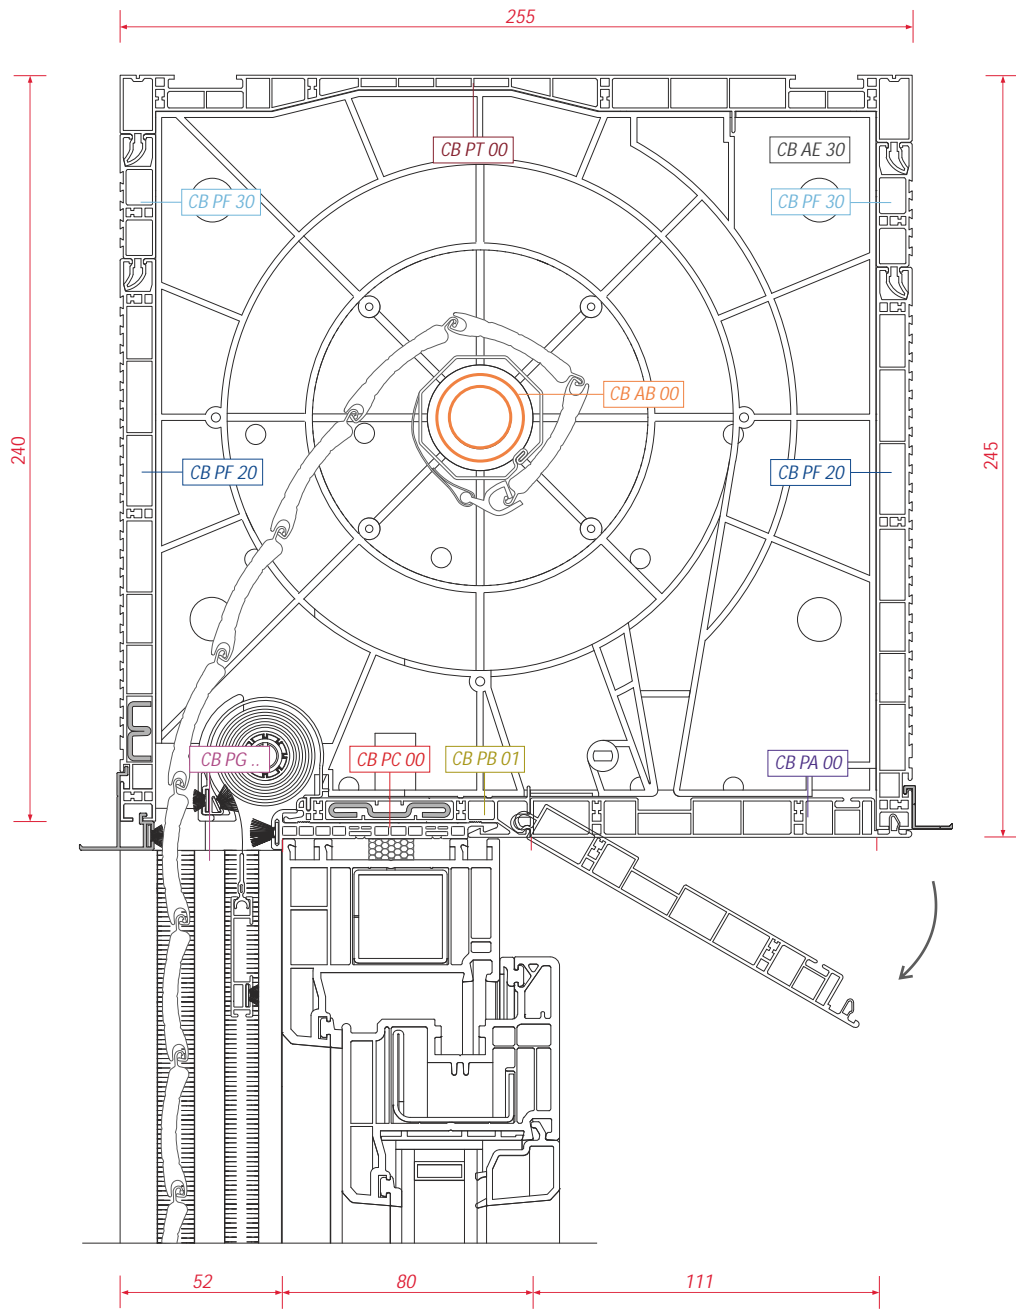 255
CB PT 00
CB AE 30
CB PF 30
CB PF 30
CB AB 00
240
245
CB PF 20
CB PF 20
CB PG ..
CB PC 00
CB PB 01
CB PA 00
52
80
111